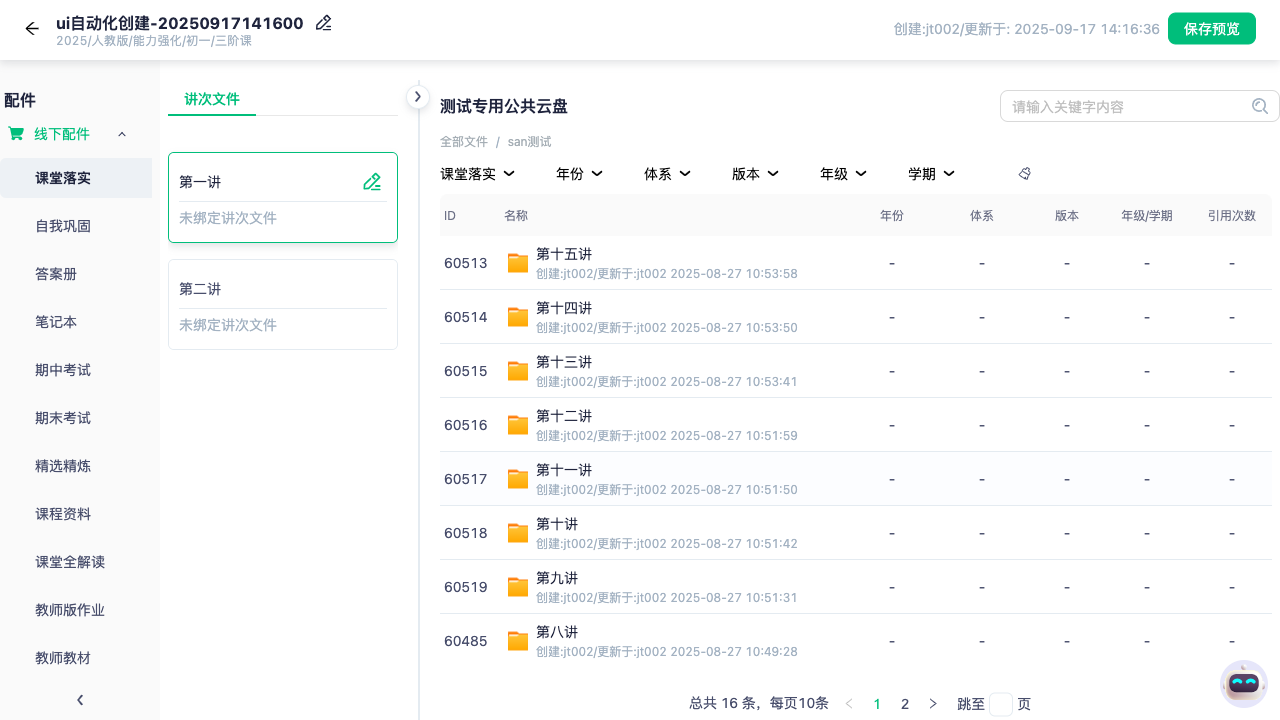 ui自动化创建-20250917141600
2025/人教版/能力强化/初一/三阶课
创建:jt002/更新于: 2025-09-17 14:16:36
保存预览
配件
线下配件
课堂落实
自我巩固
答案册
笔记本
期中考试
期末考试
精选精炼
课程资料
课堂全解读
教师版作业
教师教材
讲次文件
第一讲
未绑定讲次文件
第二讲
未绑定讲次文件
测试专用公共云盘
请输入关键字内容
全部文件 / san测试
课堂落实 年份 体系 版本 年级 学期
ID 名称 年份 体系 版本 年级/学期 引用次数
60513 第十五讲 - - - - -
创建:jt002/更新于:jt002 2025-08-27 10:53:58
60514 第十四讲 - - - - -
创建:jt002/更新于:jt002 2025-08-27 10:53:50
60515 第十三讲 - - - - -
创建:jt002/更新于:jt002 2025-08-27 10:53:41
60516 第十二讲 - - - - -
创建:jt002/更新于:jt002 2025-08-27 10:51:59
60517 第十一讲 - - - - -
创建:jt002/更新于:jt002 2025-08-27 10:51:50
60518 第十讲 - - - - -
创建:jt002/更新于:jt002 2025-08-27 10:51:42
60519 第九讲 - - - - -
创建:jt002/更新于:jt002 2025-08-27 10:51:31
60485 第八讲 - - - - -
创建:jt002/更新于:jt002 2025-08-27 10:49:28
总共 16 条，每页10条 1 2 跳至 页